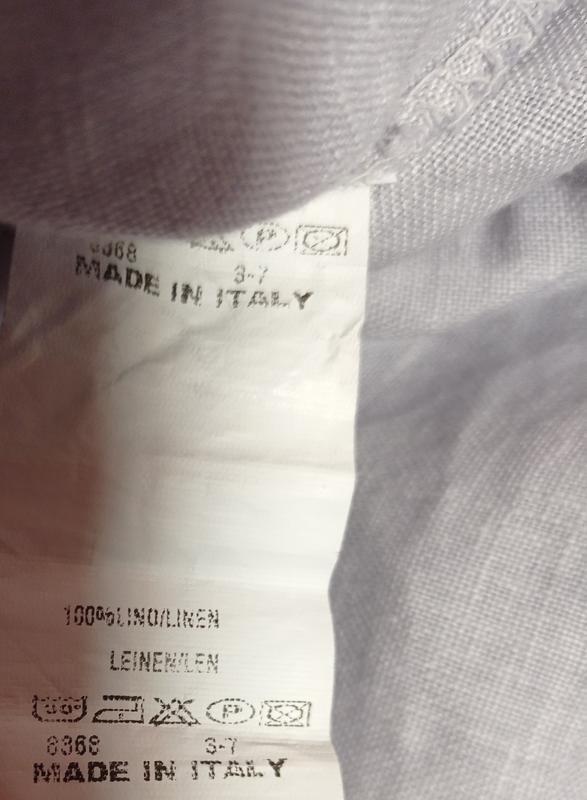 8368 3-7
MADE IN ITALY
100%LINO/LINEN
LEINEN/LEN
8368 3-7
MADE IN ITALY